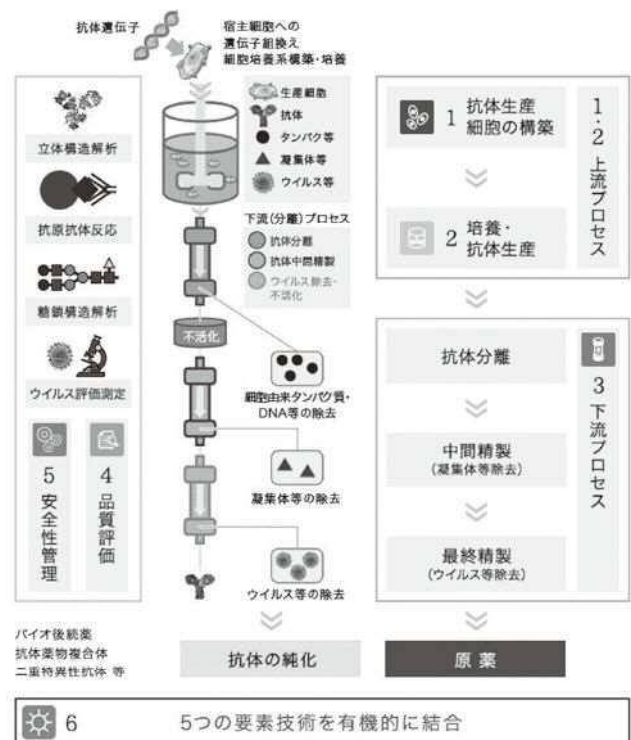 抗体遺伝子
宿主細胞への
遺伝子組換え
細胞培養系構築・培養
生産細胞
抗体
タンパク等
凝集体等
ウイルス等
立体構造解析
抗原抗体反応
糖鎖構造解析
ウイルス評価測定
5 安全性管理
4 品質評価
下流(分離)プロセス
抗体分離
抗体中間精製
ウイルス除去・
不活化
不活化
細胞由来タンパク質・
DNA等の除去
凝集体等の除去
ウイルス等の除去
1 抗体生産
細胞の構築
2 培養・
抗体生産
1・2 上流プロセス
抗体分離
中間精製
(凝集体等除去)
最終精製
(ウイルス等除去)
3 下流プロセス
バイオ後続薬
抗体薬物複合体
二重特異性抗体 等
抗体の純化
原薬
6 5つの要素技術を有機的に結合